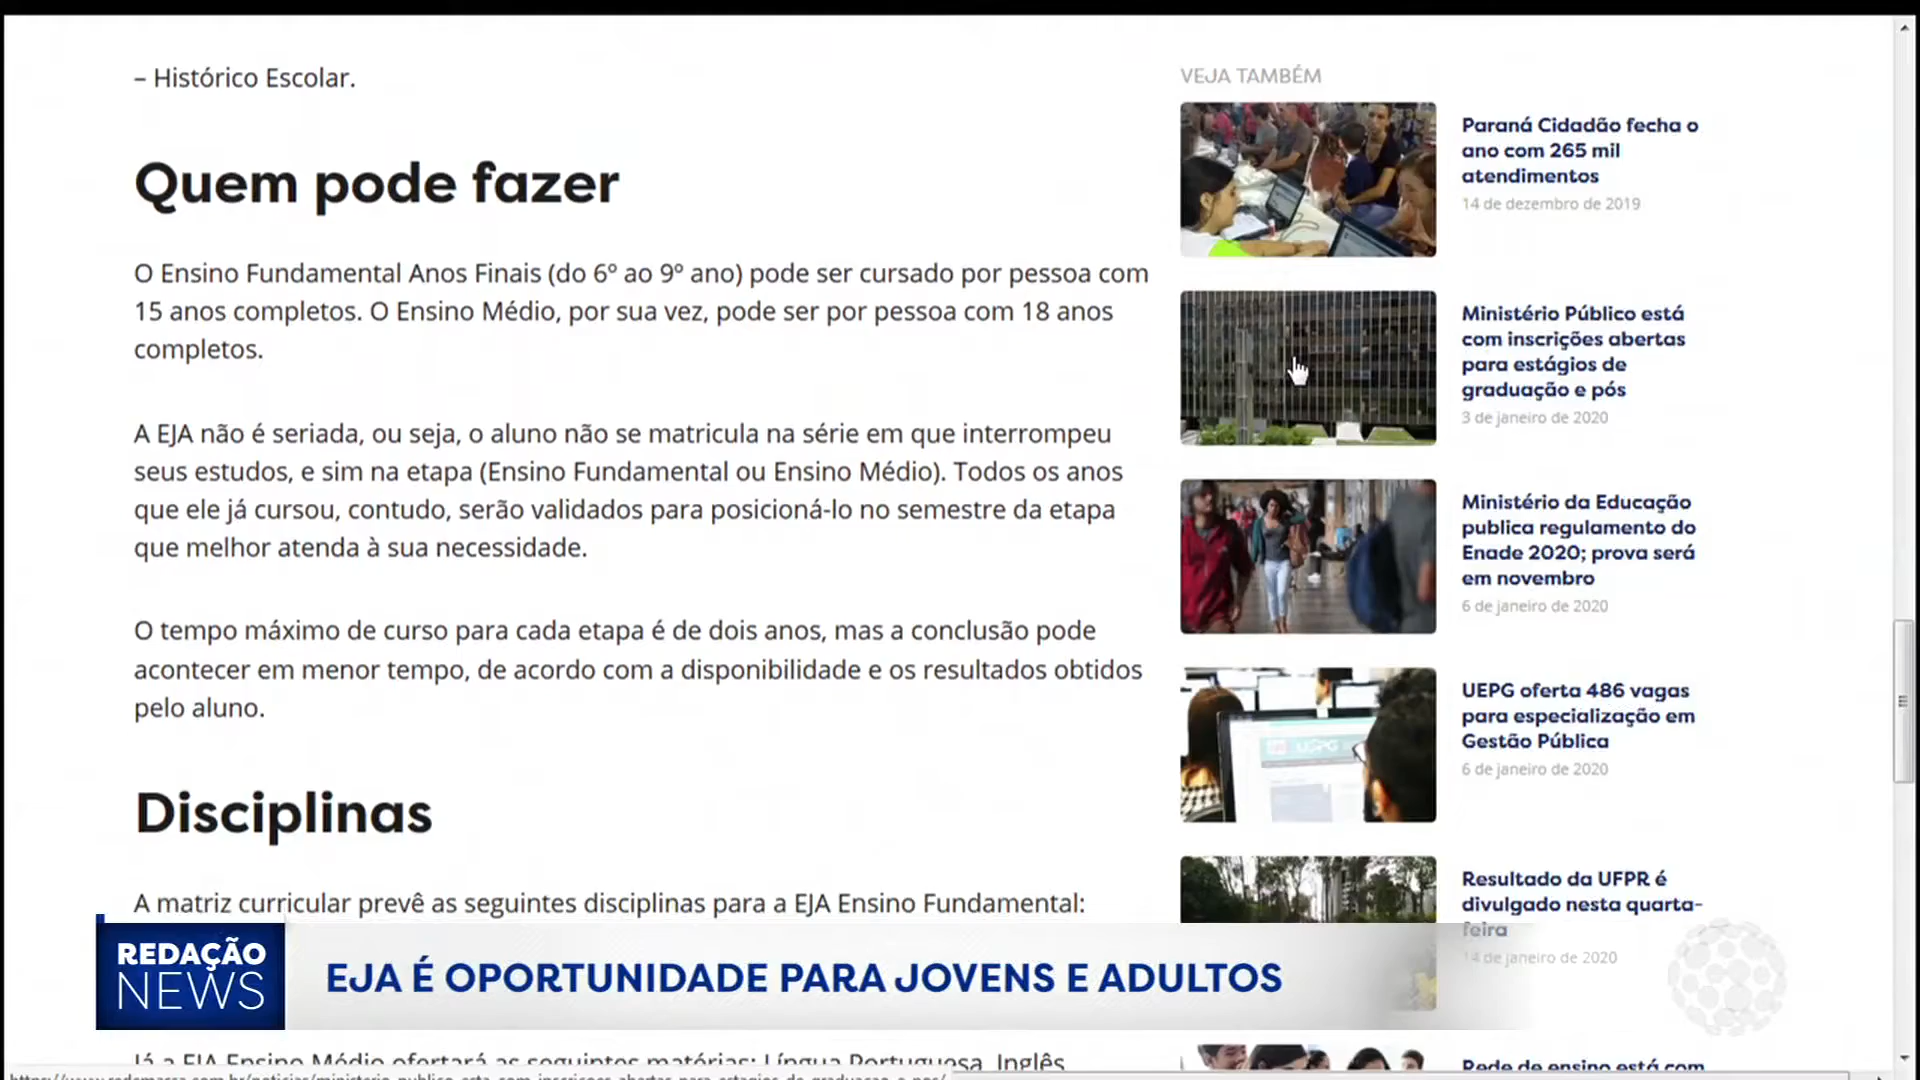 – Histórico Escolar.
Quem pode fazer
O Ensino Fundamental Anos Finais (do 6º ao 9º ano) pode ser cursado por pessoa com
15 anos completos. O Ensino Médio, por sua vez, pode ser por pessoa com 18 anos
completos.
A EJA não é seriada, ou seja, o aluno não se matricula na série em que interrompeu
seus estudos, e sim na etapa (Ensino Fundamental ou Ensino Médio). Todos os anos
que ele já cursou, contudo, serão validados para posicioná-lo no semestre da etapa
que melhor atenda à sua necessidade.
O tempo máximo de curso para cada etapa é de dois anos, mas a conclusão pode
acontecer em menor tempo, de acordo com a disponibilidade e os resultados obtidos
pelo aluno.
Disciplinas
A matriz curricular prevê as seguintes disciplinas para a EJA Ensino Fundamental:
Já a EJA Ensino Médio ofertará as seguintes matérias: Língua Portuguesa, Inglês
VEJA TAMBÉM
Paraná Cidadão fecha o
ano com 265 mil
atendimentos
14 de dezembro de 2019
Ministério Público está
com inscrições abertas
para estágios de
graduação e pós
3 de janeiro de 2020
Ministério da Educação
publica regulamento do
Enade 2020; prova será
em novembro
6 de janeiro de 2020
UEPG
UEPG oferta 486 vagas
para especialização em
Gestão Pública
6 de janeiro de 2020
Resultado da UFPR é
divulgado nesta quarta-
feira
14 de janeiro de 2020
Rede de ensino está com
REDAÇÃO
NEWS
EJA É OPORTUNIDADE PARA JOVENS E ADULTOS